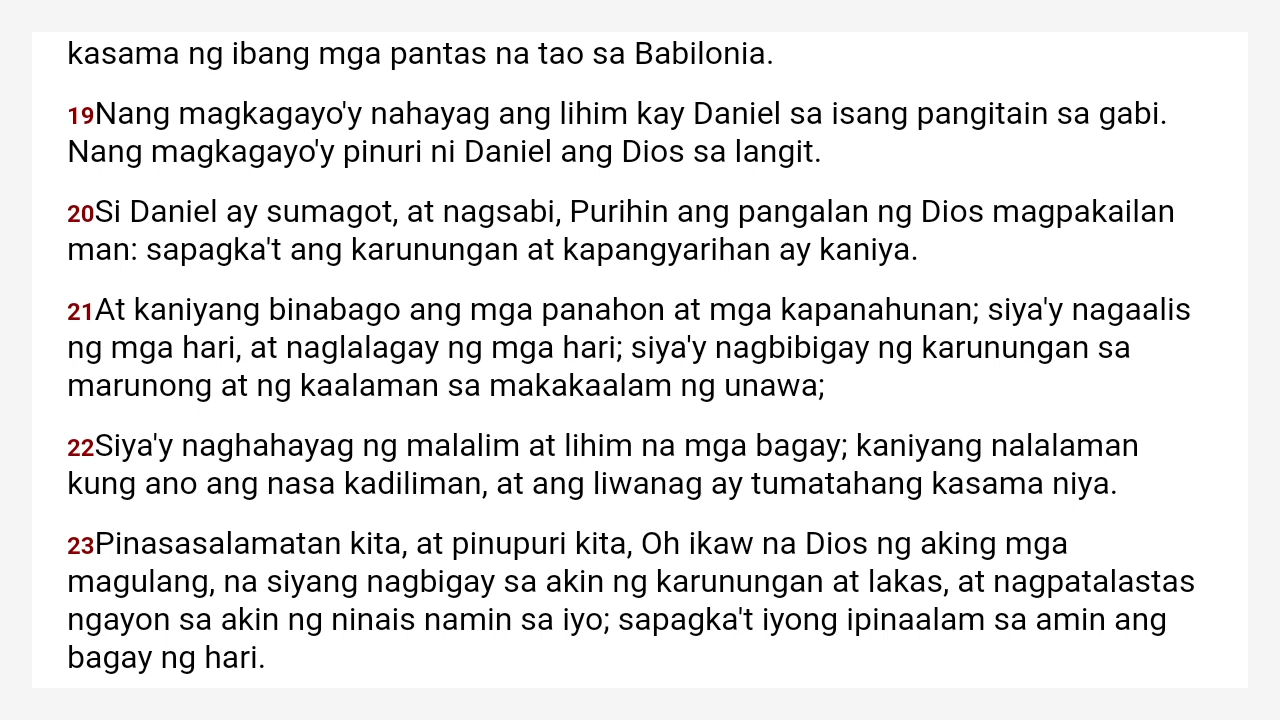 kasama ng ibang mga pantas na tao sa Babilonia.
19Nang magkagayo'y nahayag ang lihim kay Daniel sa isang pangitain sa gabi.
Nang magkagayo'y pinuri ni Daniel ang Dios sa langit.
20Si Daniel ay sumagot, at nagsabi, Purihin ang pangalan ng Dios magpakailan
man: sapagka't ang karunungan at kapangyarihan ay kaniya.
21At kaniyang binabago ang mga panahon at mga kapanahunan; siya'y nagaalis
ng mga hari, at naglalagay ng mga hari; siya'y nagbibigay ng karunungan sa
marunong at ng kaalaman sa makakaalam ng unawa;
22Siya'y naghahayag ng malalim at lihim na mga bagay; kaniyang nalalaman
kung ano ang nasa kadiliman, at ang liwanag ay tumatahang kasama niya.
23Pinasasalamatan kita, at pinupuri kita, Oh ikaw na Dios ng aking mga
magulang, na siyang nagbigay sa akin ng karunungan at lakas, at nagpatalastas
ngayon sa akin ng ninais namin sa iyo; sapagka't iyong ipinaalam sa amin ang
bagay ng hari.